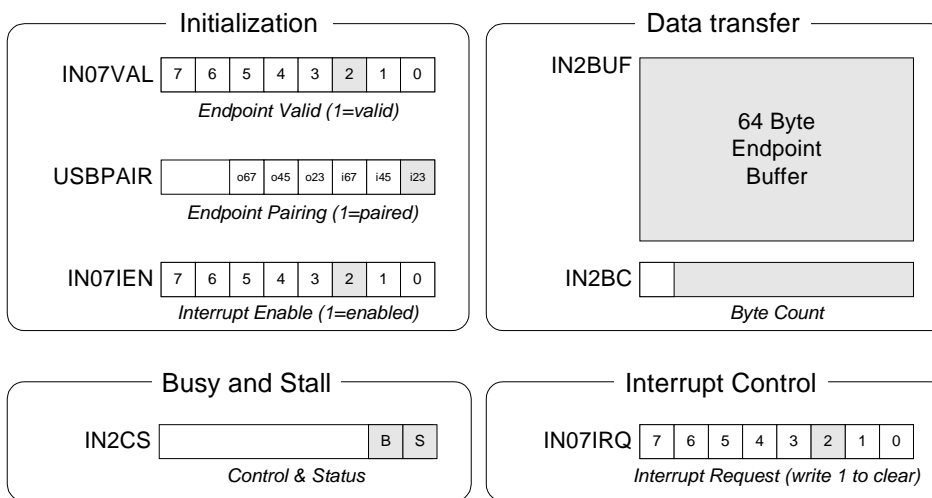 Initialization
IN07VAL 7 6 5 4 3 2 1 0
Endpoint Valid (1=valid)
USBPAIR o67 o45 o23 i67 i45 i23
Endpoint Pairing (1=paired)
IN07IEN 7 6 5 4 3 2 1 0
Interrupt Enable (1=enabled)
Data transfer
IN2BUF
64 Byte
Endpoint
Buffer
IN2BC
Byte Count
Busy and Stall
IN2CS B S
Control & Status
Interrupt Control
IN07IRQ 7 6 5 4 3 2 1 0
Interrupt Request (write 1 to clear)